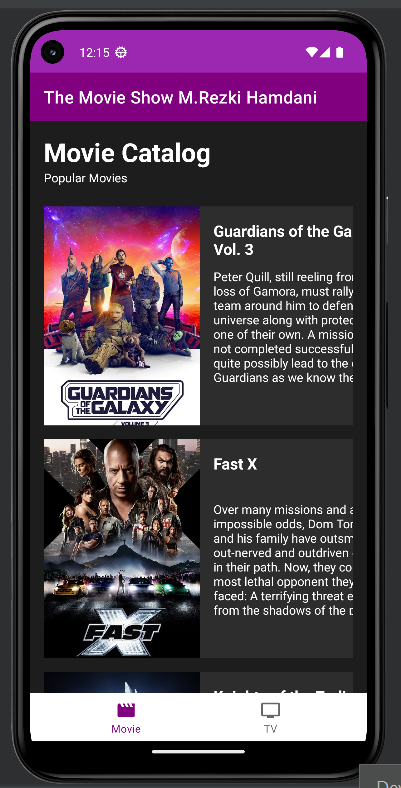 12:15
The Movie Show M.Rezki Hamdani
Movie Catalog
Popular Movies
GUARDIANS
OF THE
GALAXY
VOLUME 3
Guardians of the Ga
Vol. 3
Peter Quill, still reeling fro
loss of Gamora, must rally
team around him to defen
universe along with protec
one of their own. A missio
not completed successful
quite possibly lead to the
Guardians as we know the
FAST
X
Fast X
Over many missions and a
impossible odds, Dom Tor
and his family have outsm
out-nerved and outdriven
in their path. Now, they co
most lethal opponent they
faced: A terrifying threat e
from the shadows of the p
Movie
TV